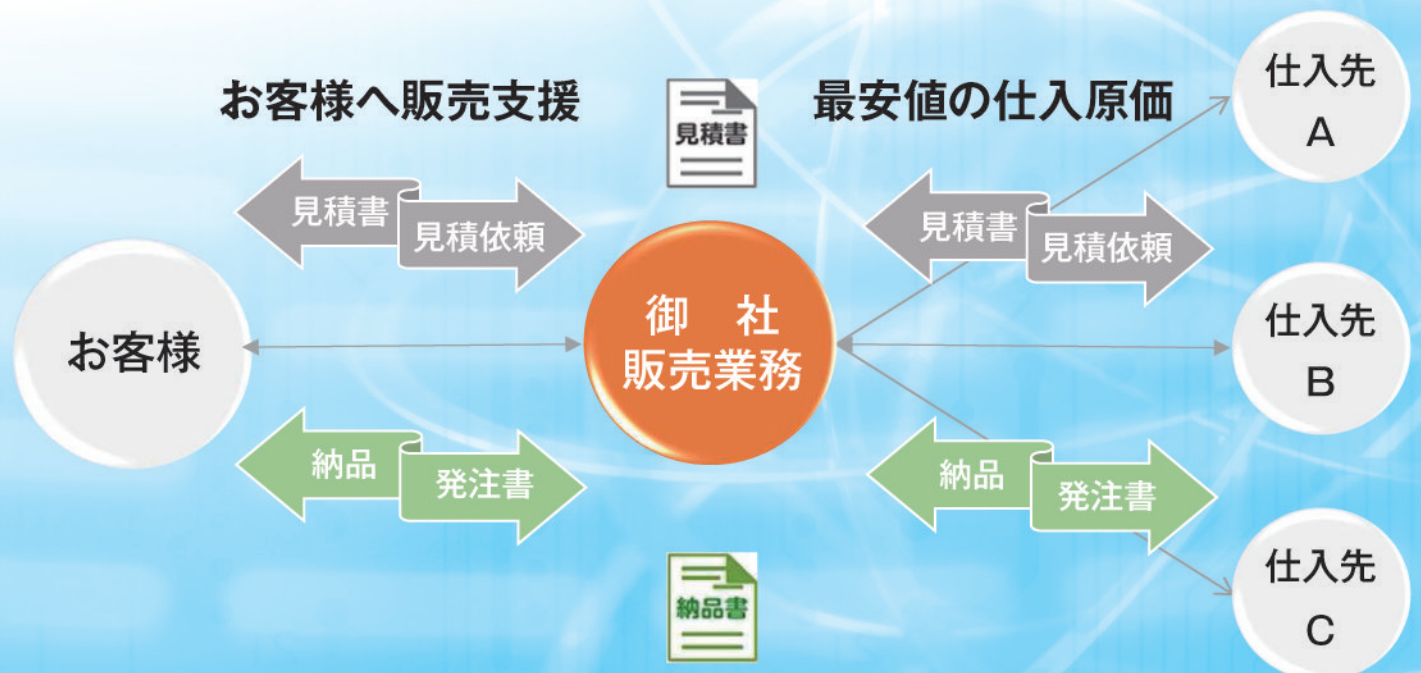 お客様へ販売支援
見積書
最安値の仕入原価
仕入先
A
見積書
見積依頼
見積書
見積依頼
お客様
御 社
販売業務
仕入先
B
納品
発注書
納品
発注書
納品書
仕入先
C